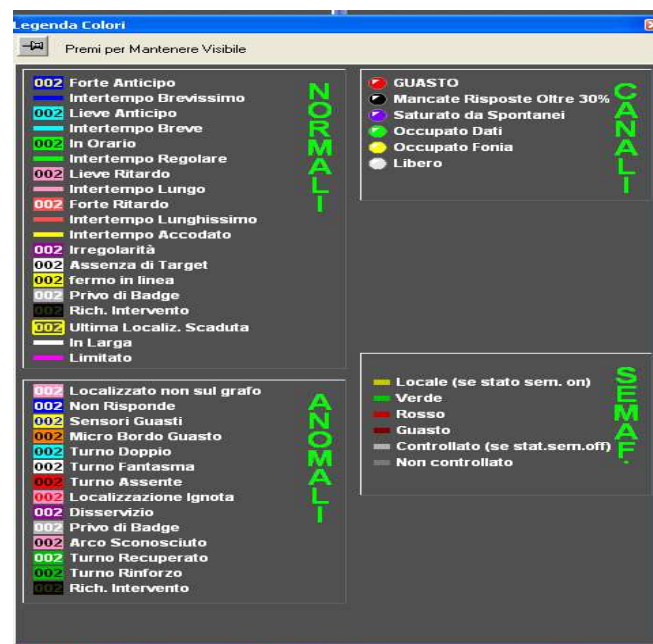 Legenda Colori
Premi per Mantenere Visibile
002 Forte Anticipo
Intertempo Brevissimo
002 Lieve Anticipo
Intertempo Breve
002 In Orario
Intertempo Regolare
002 Lieve Ritardo
Intertempo Lungo
002 Forte Ritardo
Intertempo Lunghissimo
Intertempo Accodato
002 Irregolarità
002 Assenza di Target
002 fermo in linea
002 Privo di Badge
002 Rich. Intervento
002 Ultima Localiz. Scaduta
In Larga
Limitato
NORMALI
GUASTO
Mancate Risposte Oltre 30%
Saturato da Spontanei
Occupato Dati
Occupato Fonia
Libero
CANALI
002 Localizzato non sul grafo
002 Non Risponde
002 Sensori Guasti
002 Micro Bordo Guasto
002 Turno Doppio
002 Turno Fantasma
002 Turno Assente
002 Localizzazione Ignota
002 Disservizio
002 Privo di Badge
002 Arco Sconosciuto
002 Turno Recuperato
002 Turno Rinforzo
002 Rich. Intervento
ANOMALI
Locale (se stato sem. on)
Verde
Rosso
Guasto
Controllato (se stat.sem.off)
Non controllato
SEMAF.